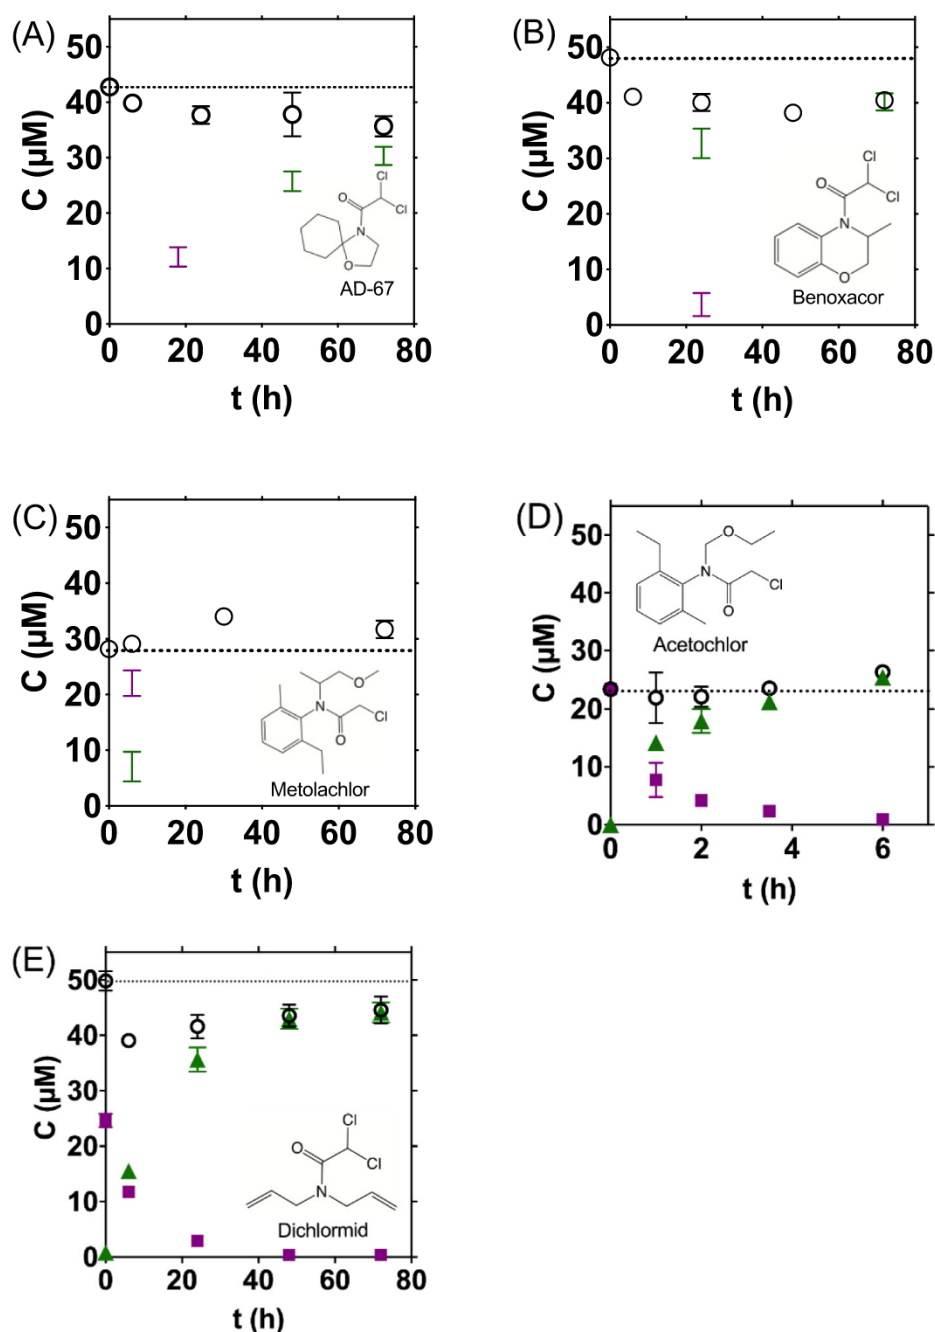 (A)
50
40
30
20
10
0
C (µM)
O
N
Cl
Cl
O
AD-67
0 20 40 60 80
t (h)
(B)
50
40
30
20
10
0
C (µM)
Cl
O
Cl
N
O
Benoxacor
0 20 40 60 80
t (h)
(C)
50
40
30
20
10
0
C (µM)
O
N
Cl
O
Metolachlor
0 20 40 60 80
t (h)
(D)
50
40
30
20
10
0
C (µM)
O
N
Cl
O
Acetochlor
0 2 4 6
t (h)
(E)
50
40
30
20
10
0
C (µM)
Cl
O
Cl
N
Dichlormid
0 20 40 60 80
t (h)